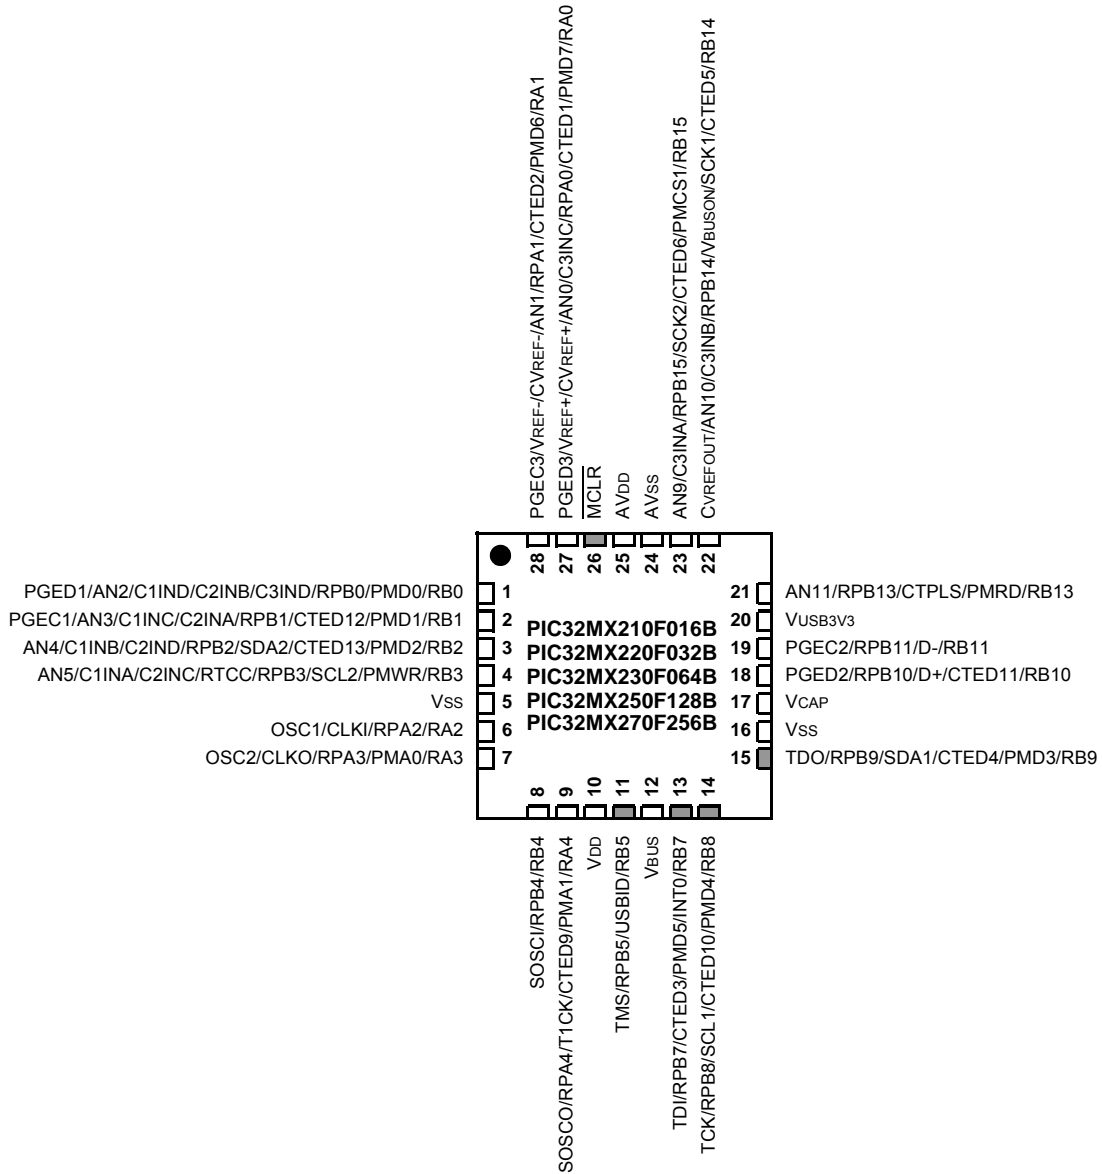 PGEC3/VREF-/CVREF-/AN1/RPA1/CTED2/PMD6/RA1
PGED3/VREF+/CVREF+/AN0/C3INC/RPA0/CTED1/PMD7/RA0
MCLR
AVDD
AVSS
AN9/C3INA/RPB15/SCK2/CTED6/PMCS1/RB15
CVREFOUT/AN10/C3INB/RPB14/VBUSON/SCK1/CTED5/RB14
28
27
26
25
24
23
22
PGED1/AN2/C1IND/C2INB/C3IND/RPB0/PMD0/RB0 1
PGEC1/AN3/C1INC/C2INA/RPB1/CTED12/PMD1/RB1 2
AN4/C1INB/C2IND/RPB2/SDA2/CTED13/PMD2/RB2 3
AN5/C1INA/C2INC/RTCC/RPB3/SCL2/PMWR/RB3 4
VSS 5
OSC1/CLKI/RPA2/RA2 6
OSC2/CLKO/RPA3/PMA0/RA3 7
PIC32MX210F016B
PIC32MX220F032B
PIC32MX230F064B
PIC32MX250F128B
PIC32MX270F256B
21 AN11/RPB13/CTPLS/PMRD/RB13
20 VUSB3V3
19 PGEC2/RPB11/D-/RB11
18 PGED2/RPB10/D+/CTED11/RB10
17 VCAP
16 VSS
15 TDO/RPB9/SDA1/CTED4/PMD3/RB9
8
9
10
11
12
13
14
SOSCI/RPB4/RB4
SOSCO/RPA4/T1CK/CTED9/PMA1/RA4
VDD
TMS/RPB5/USBID/RB5
VBUS
TDI/RPB7/CTED3/PMD5/INT0/RB7
TCK/RPB8/SCL1/CTED10/PMD4/RB8